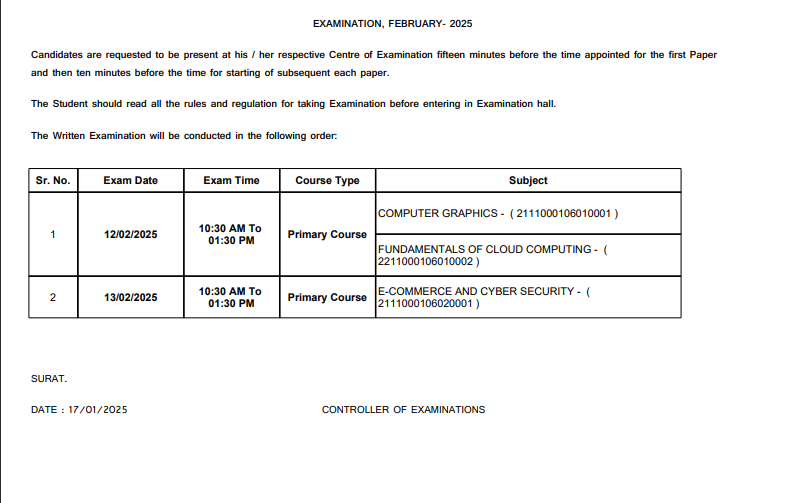 EXAMINATION, FEBRUARY- 2025
Candidates are requested to be present at his / her respective Centre of Examination fifteen minutes before the time appointed for the first Paper
and then ten minutes before the time for starting of subsequent each paper.
The Student should read all the rules and regulation for taking Examination before entering in Examination hall.
The Written Examination will be conducted in the following order:
Sr. No. Exam Date Exam Time Course Type Subject
1 12/02/2025 10:30 AM To
01:30 PM Primary Course COMPUTER GRAPHICS - ( 2111000106010001 )
FUNDAMENTALS OF CLOUD COMPUTING - (
2211000106010002 )
2 13/02/2025 10:30 AM To
01:30 PM Primary Course E-COMMERCE AND CYBER SECURITY - (
2111000106020001 )
SURAT.
DATE : 17/01/2025 CONTROLLER OF EXAMINATIONS